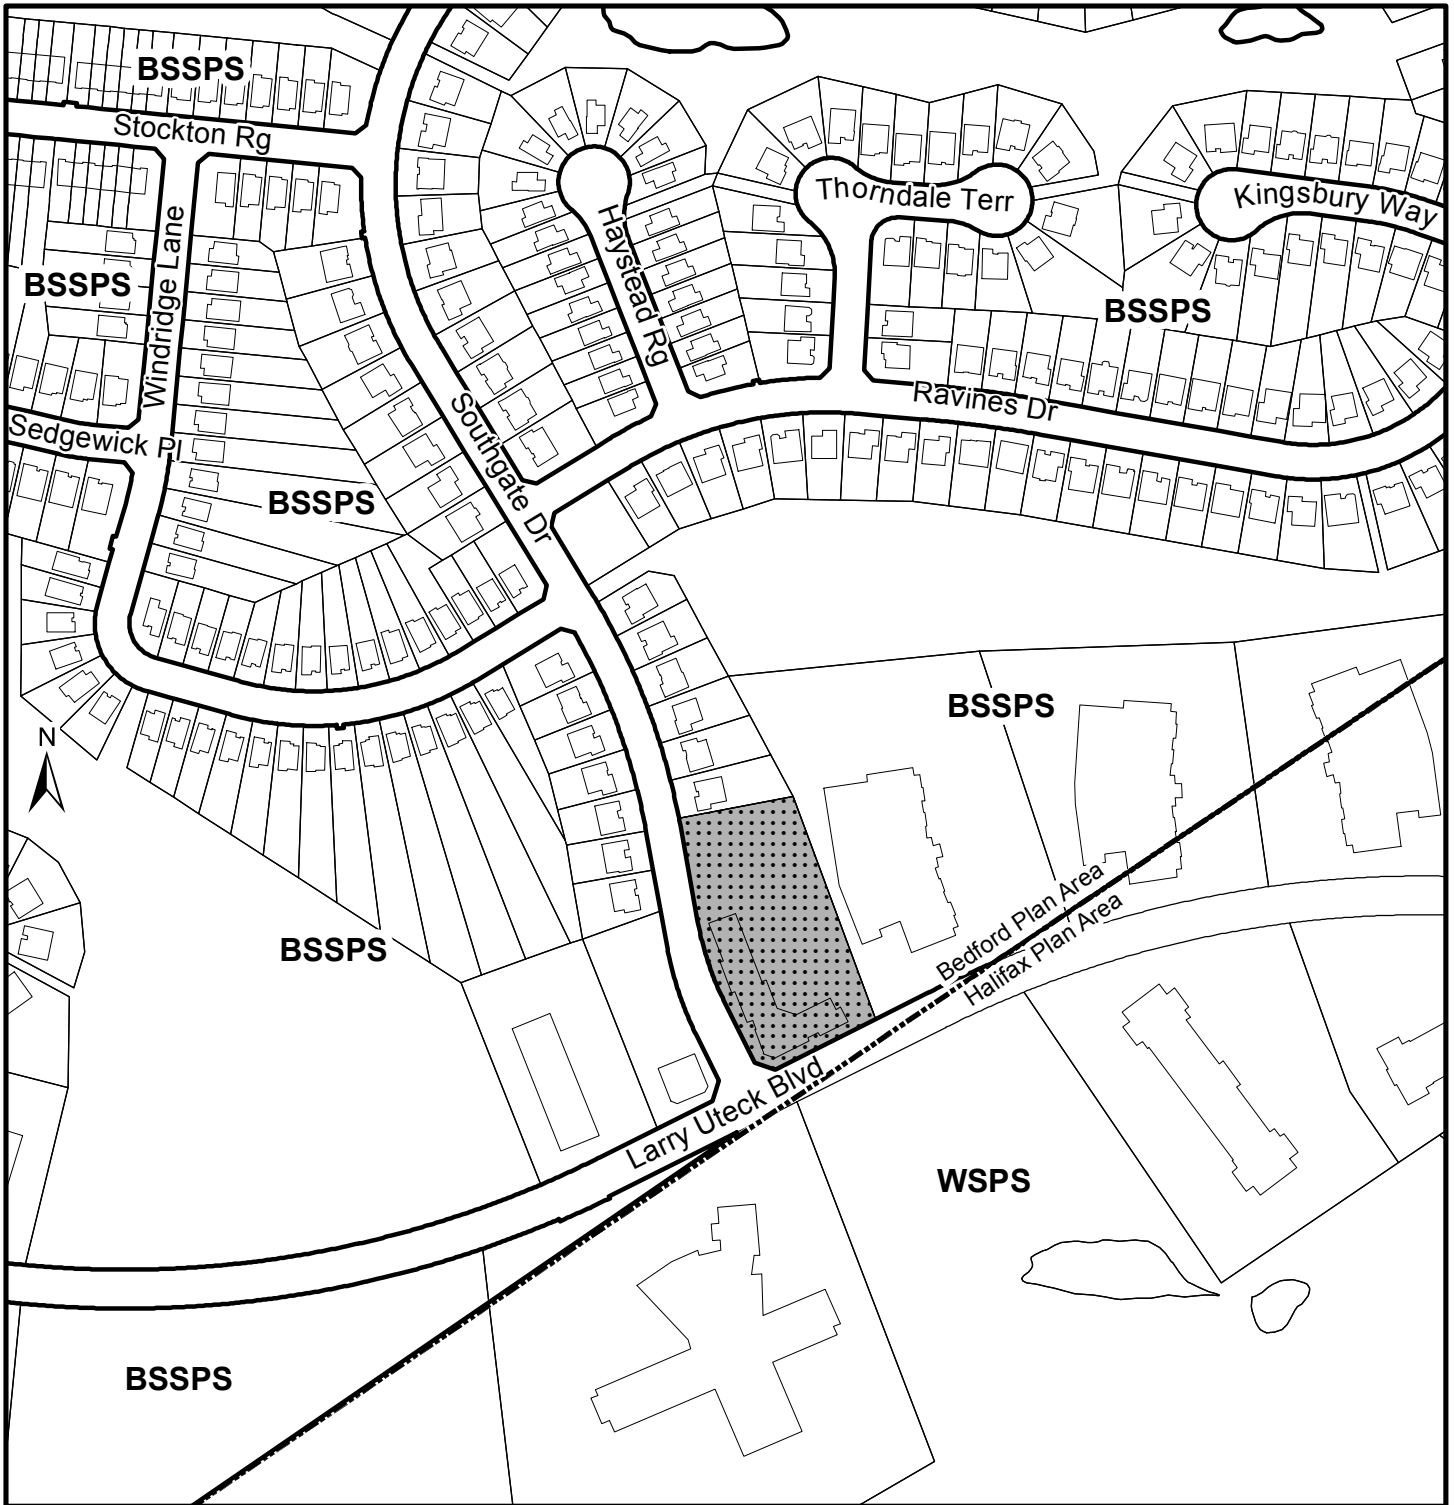 BSSPS
Stockton Rg
Thorndale Terr
Kingsbury Way
Haystead Rg
Windridge Lane
BSSPS
BSSPS
Ravines Dr
Southgate Dr
Sedgewick Pl
BSSPS
BSSPS
N
Bedford Plan Area
Halifax Plan Area
BSSPS
Larry Uteck Blvd
WSPS
BSSPS